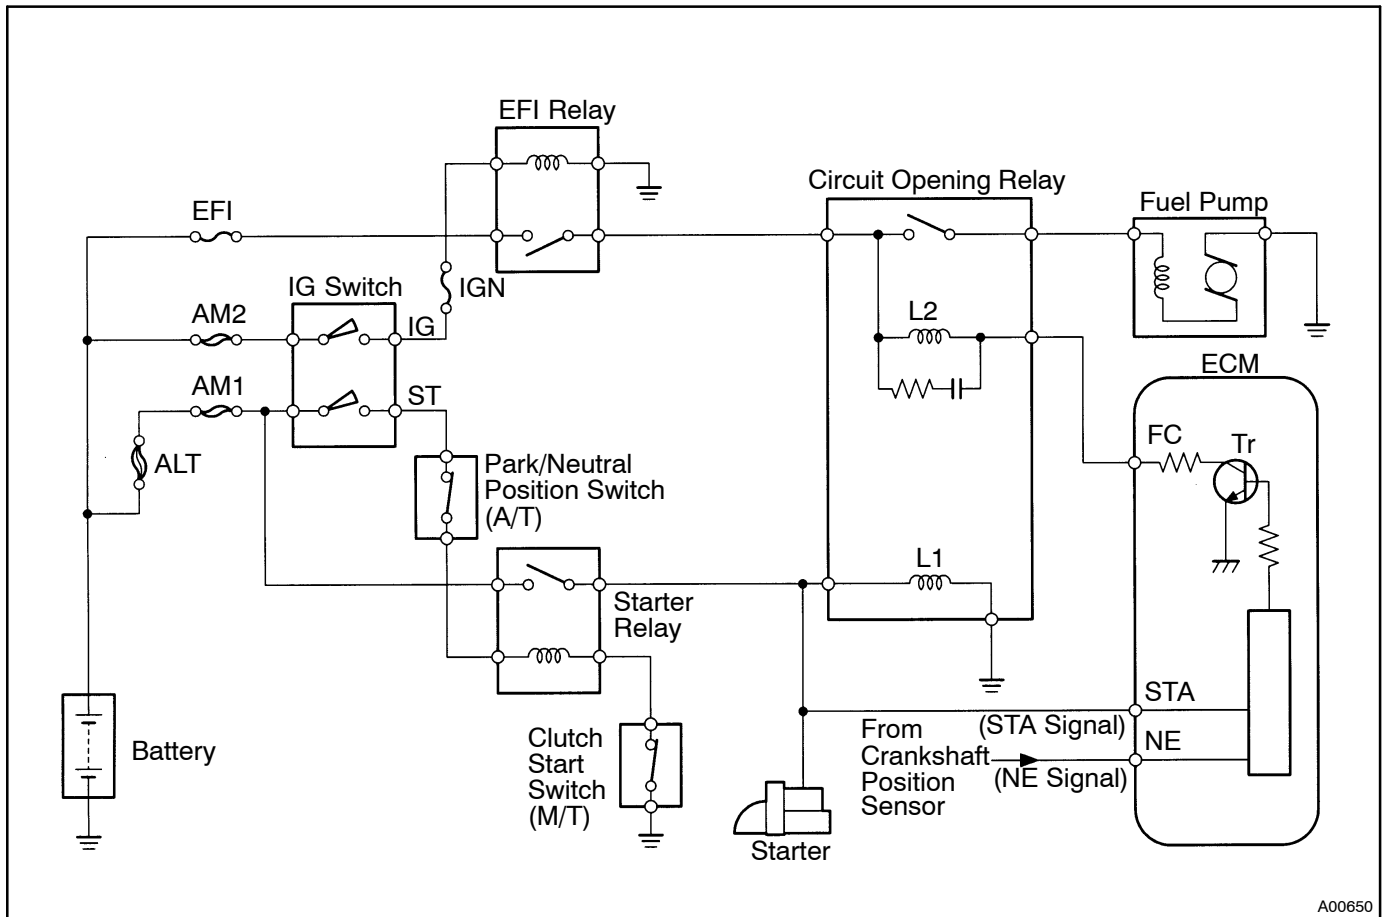 EFI Relay
Circuit Opening Relay
Fuel Pump
EFI
IG Switch
IGN
AM2
IG
L2
AM1
ST
ECM
ALT
Park/Neutral
Position Switch
(A/T)
FC
Tr
L1
Starter
Relay
STA
(STA Signal)
From
Crankshaft
Position
Sensor
NE
(NE Signal)
Battery
Clutch
Start
Switch
(M/T)
Starter
A00650